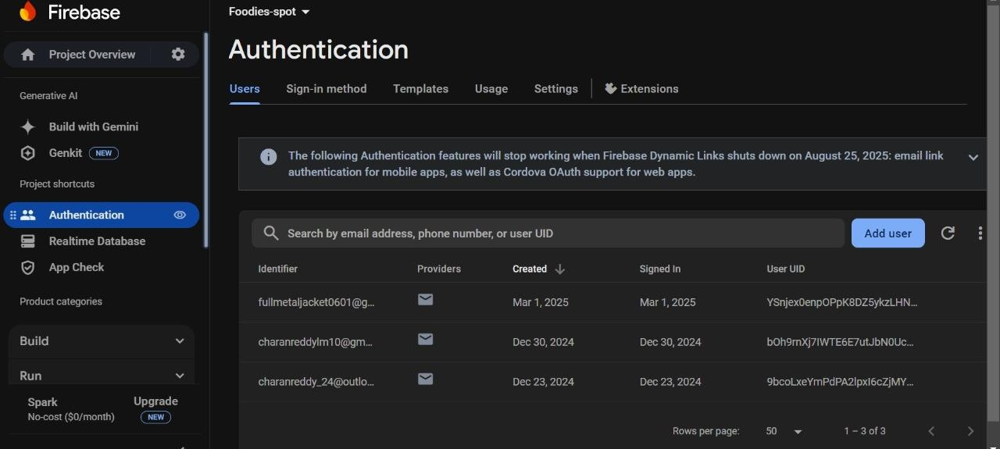 Firebase
Project Overview
Generative AI
Build with Gemini
Genkit NEW
Project shortcuts
Authentication
Realtime Database
App Check
Product categories
Build
Run
Spark
No-cost ($0/month)
Upgrade
NEW
Foodies-spot
Authentication
Users Sign-in method Templates Usage Settings Extensions
The following Authentication features will stop working when Firebase Dynamic Links shuts down on August 25, 2025: email link
authentication for mobile apps, as well as Cordova OAuth support for web apps.
Search by email address, phone number, or user UID
Add user
Identifier Providers Created Signed In User UID
fullmetaljacket0601@g... Mar 1, 2025 Mar 1, 2025 YSnjex0enpOPpK8DZ5ykzLHN...
charanreddylm10@gm... Dec 30, 2024 Dec 30, 2024 bOh9rnXj7IWTE6E7utJbN0Uc...
charanreddy_24@outlo... Dec 23, 2024 Dec 23, 2024 9bcoLxeYmPdPA2lpxI6cZjMY...
Rows per page: 50 1 – 3 of 3